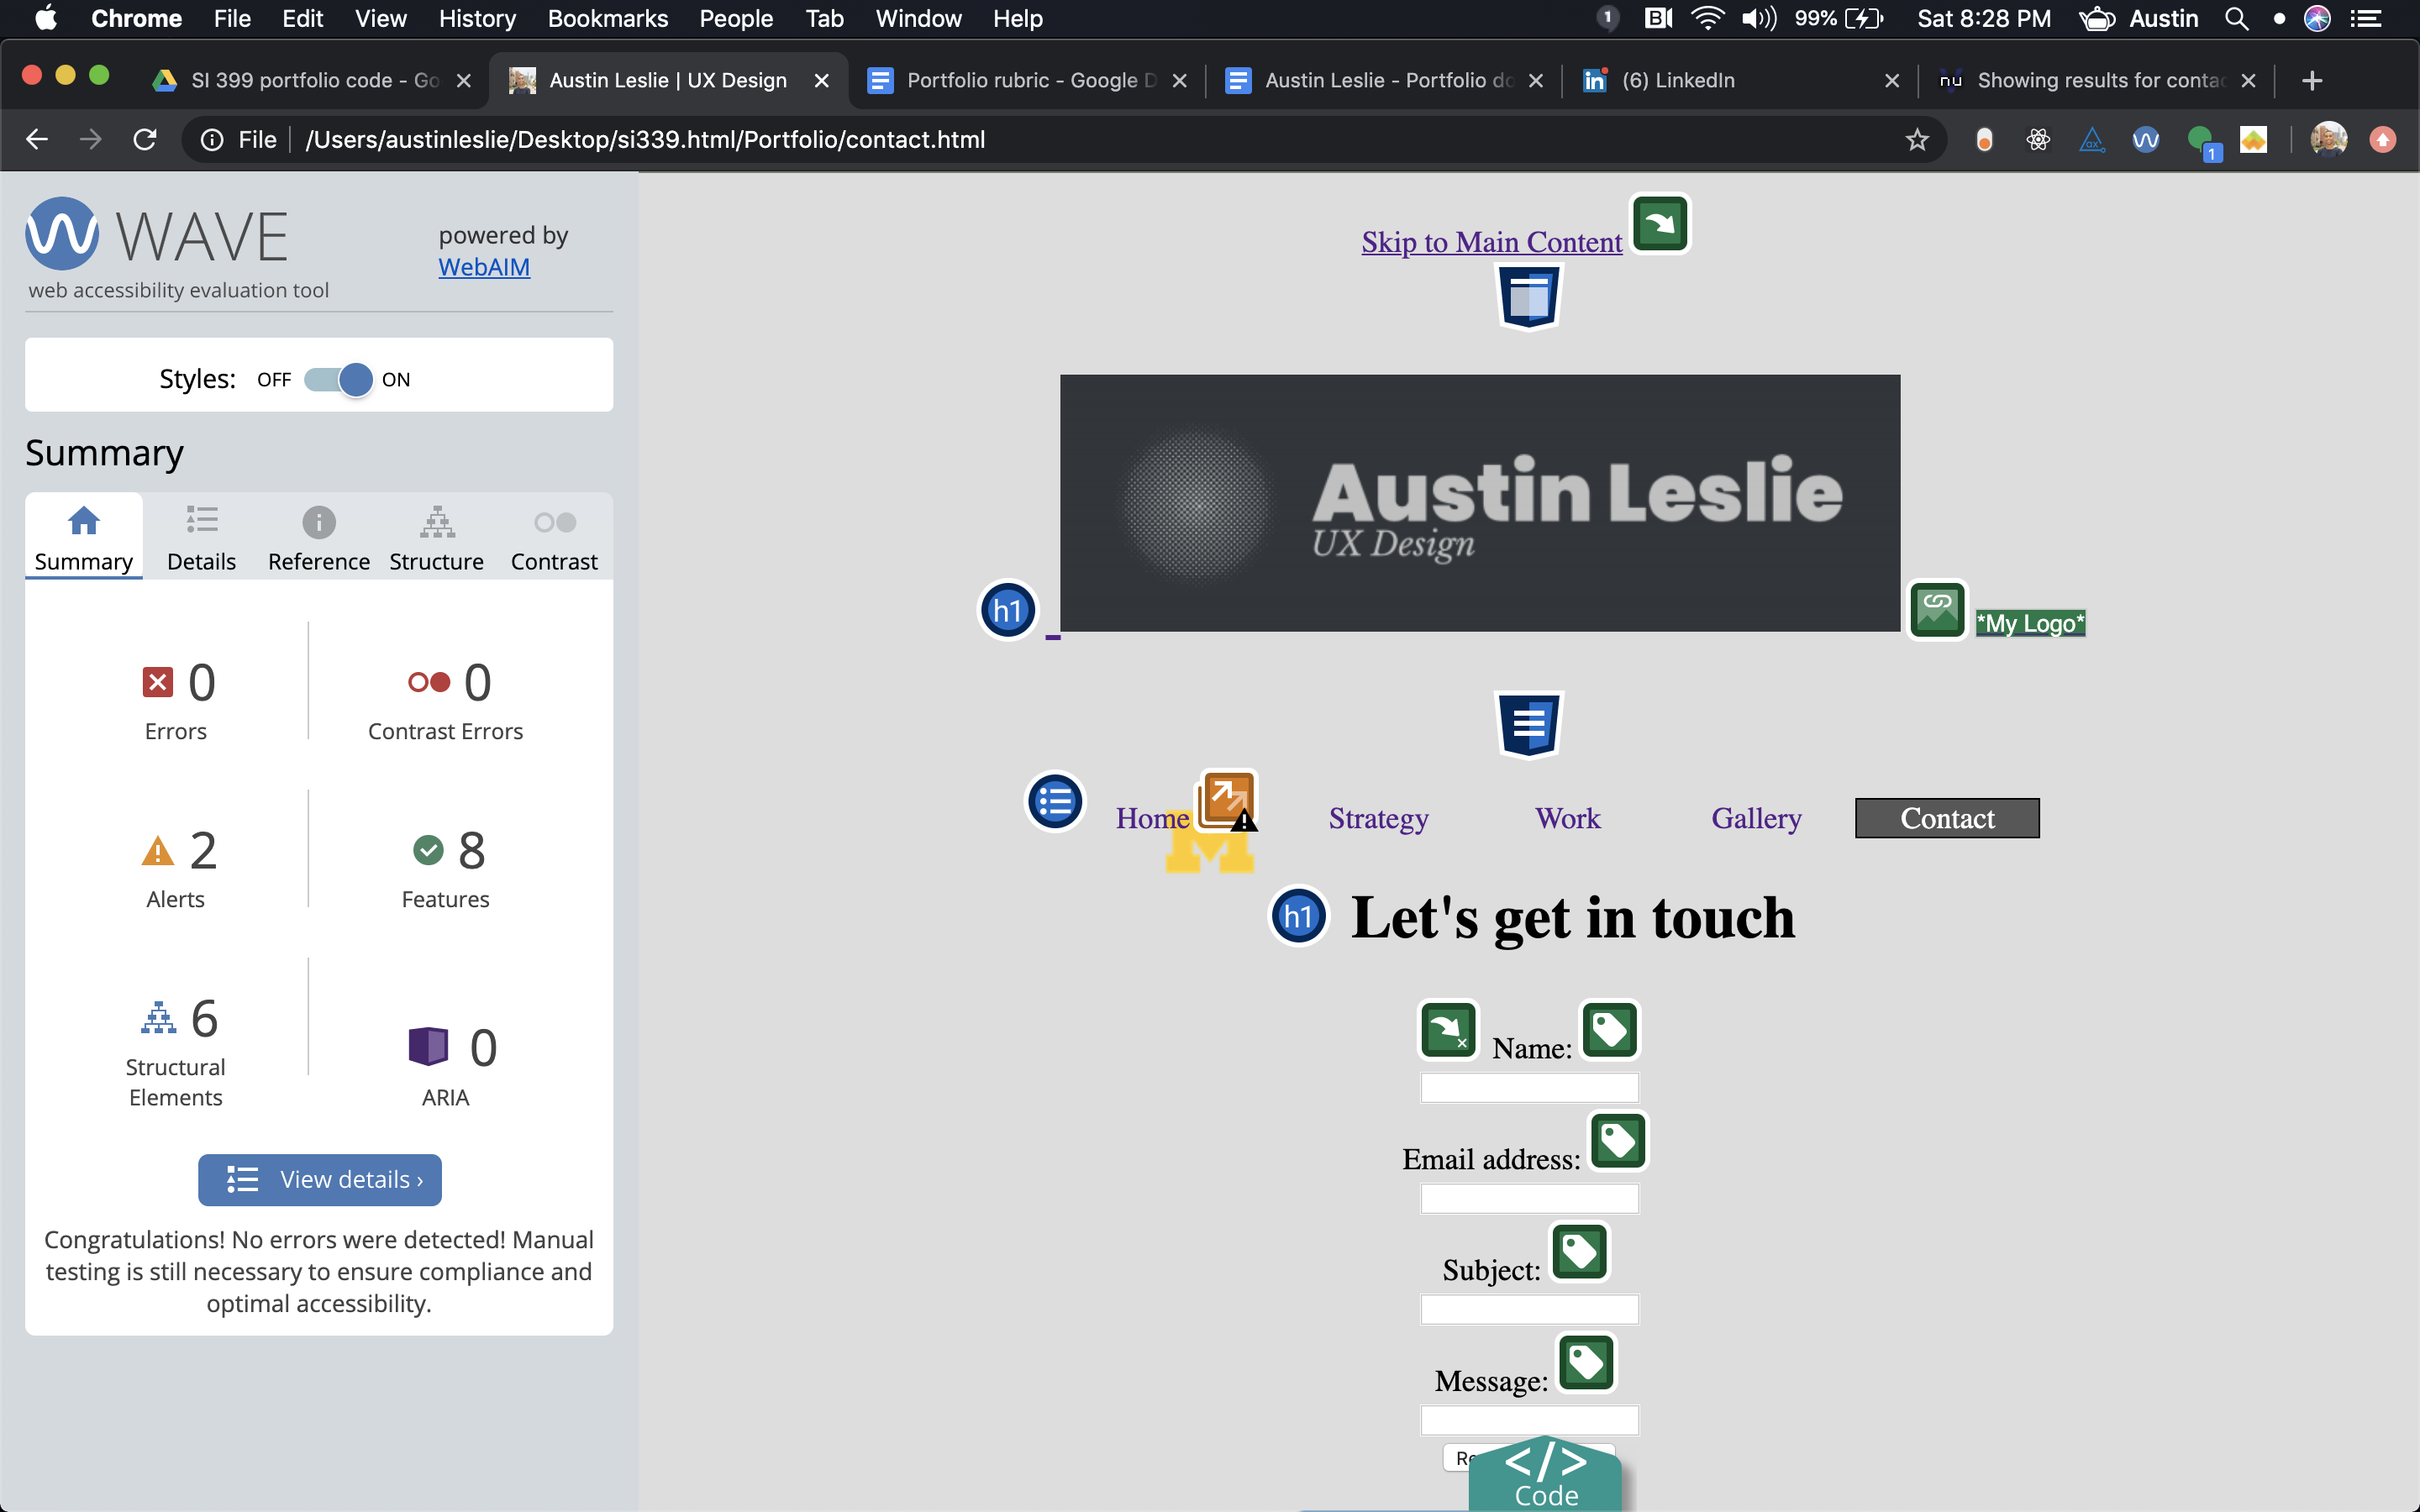 Chrome File Edit View History Bookmarks People Tab Window Help 1 99% Sat 8:28 PM Austin
SI 399 portfolio code - Go Austin Leslie | UX Design Portfolio rubric - Google D Austin Leslie - Portfolio do (6) LinkedIn Showing results for contac
File /Users/austinleslie/Desktop/si339.html/Portfolio/contact.html 1
WAVE
web accessibility evaluation tool
powered by
WebAIM
Styles: OFF ON
Summary
Summary Details Reference Structure Contrast
0 Errors
0 Contrast Errors
2 Alerts
8 Features
6 Structural
Elements
0 ARIA
View details ›
Congratulations! No errors were detected! Manual
testing is still necessary to ensure compliance and
optimal accessibility.
Skip to Main Content
Austin Leslie
UX Design
h1
*My Logo*
Home Strategy Work Gallery Contact
M
h1 Let's get in touch
Name:
Email address:
Subject:
Message:
</>
Code